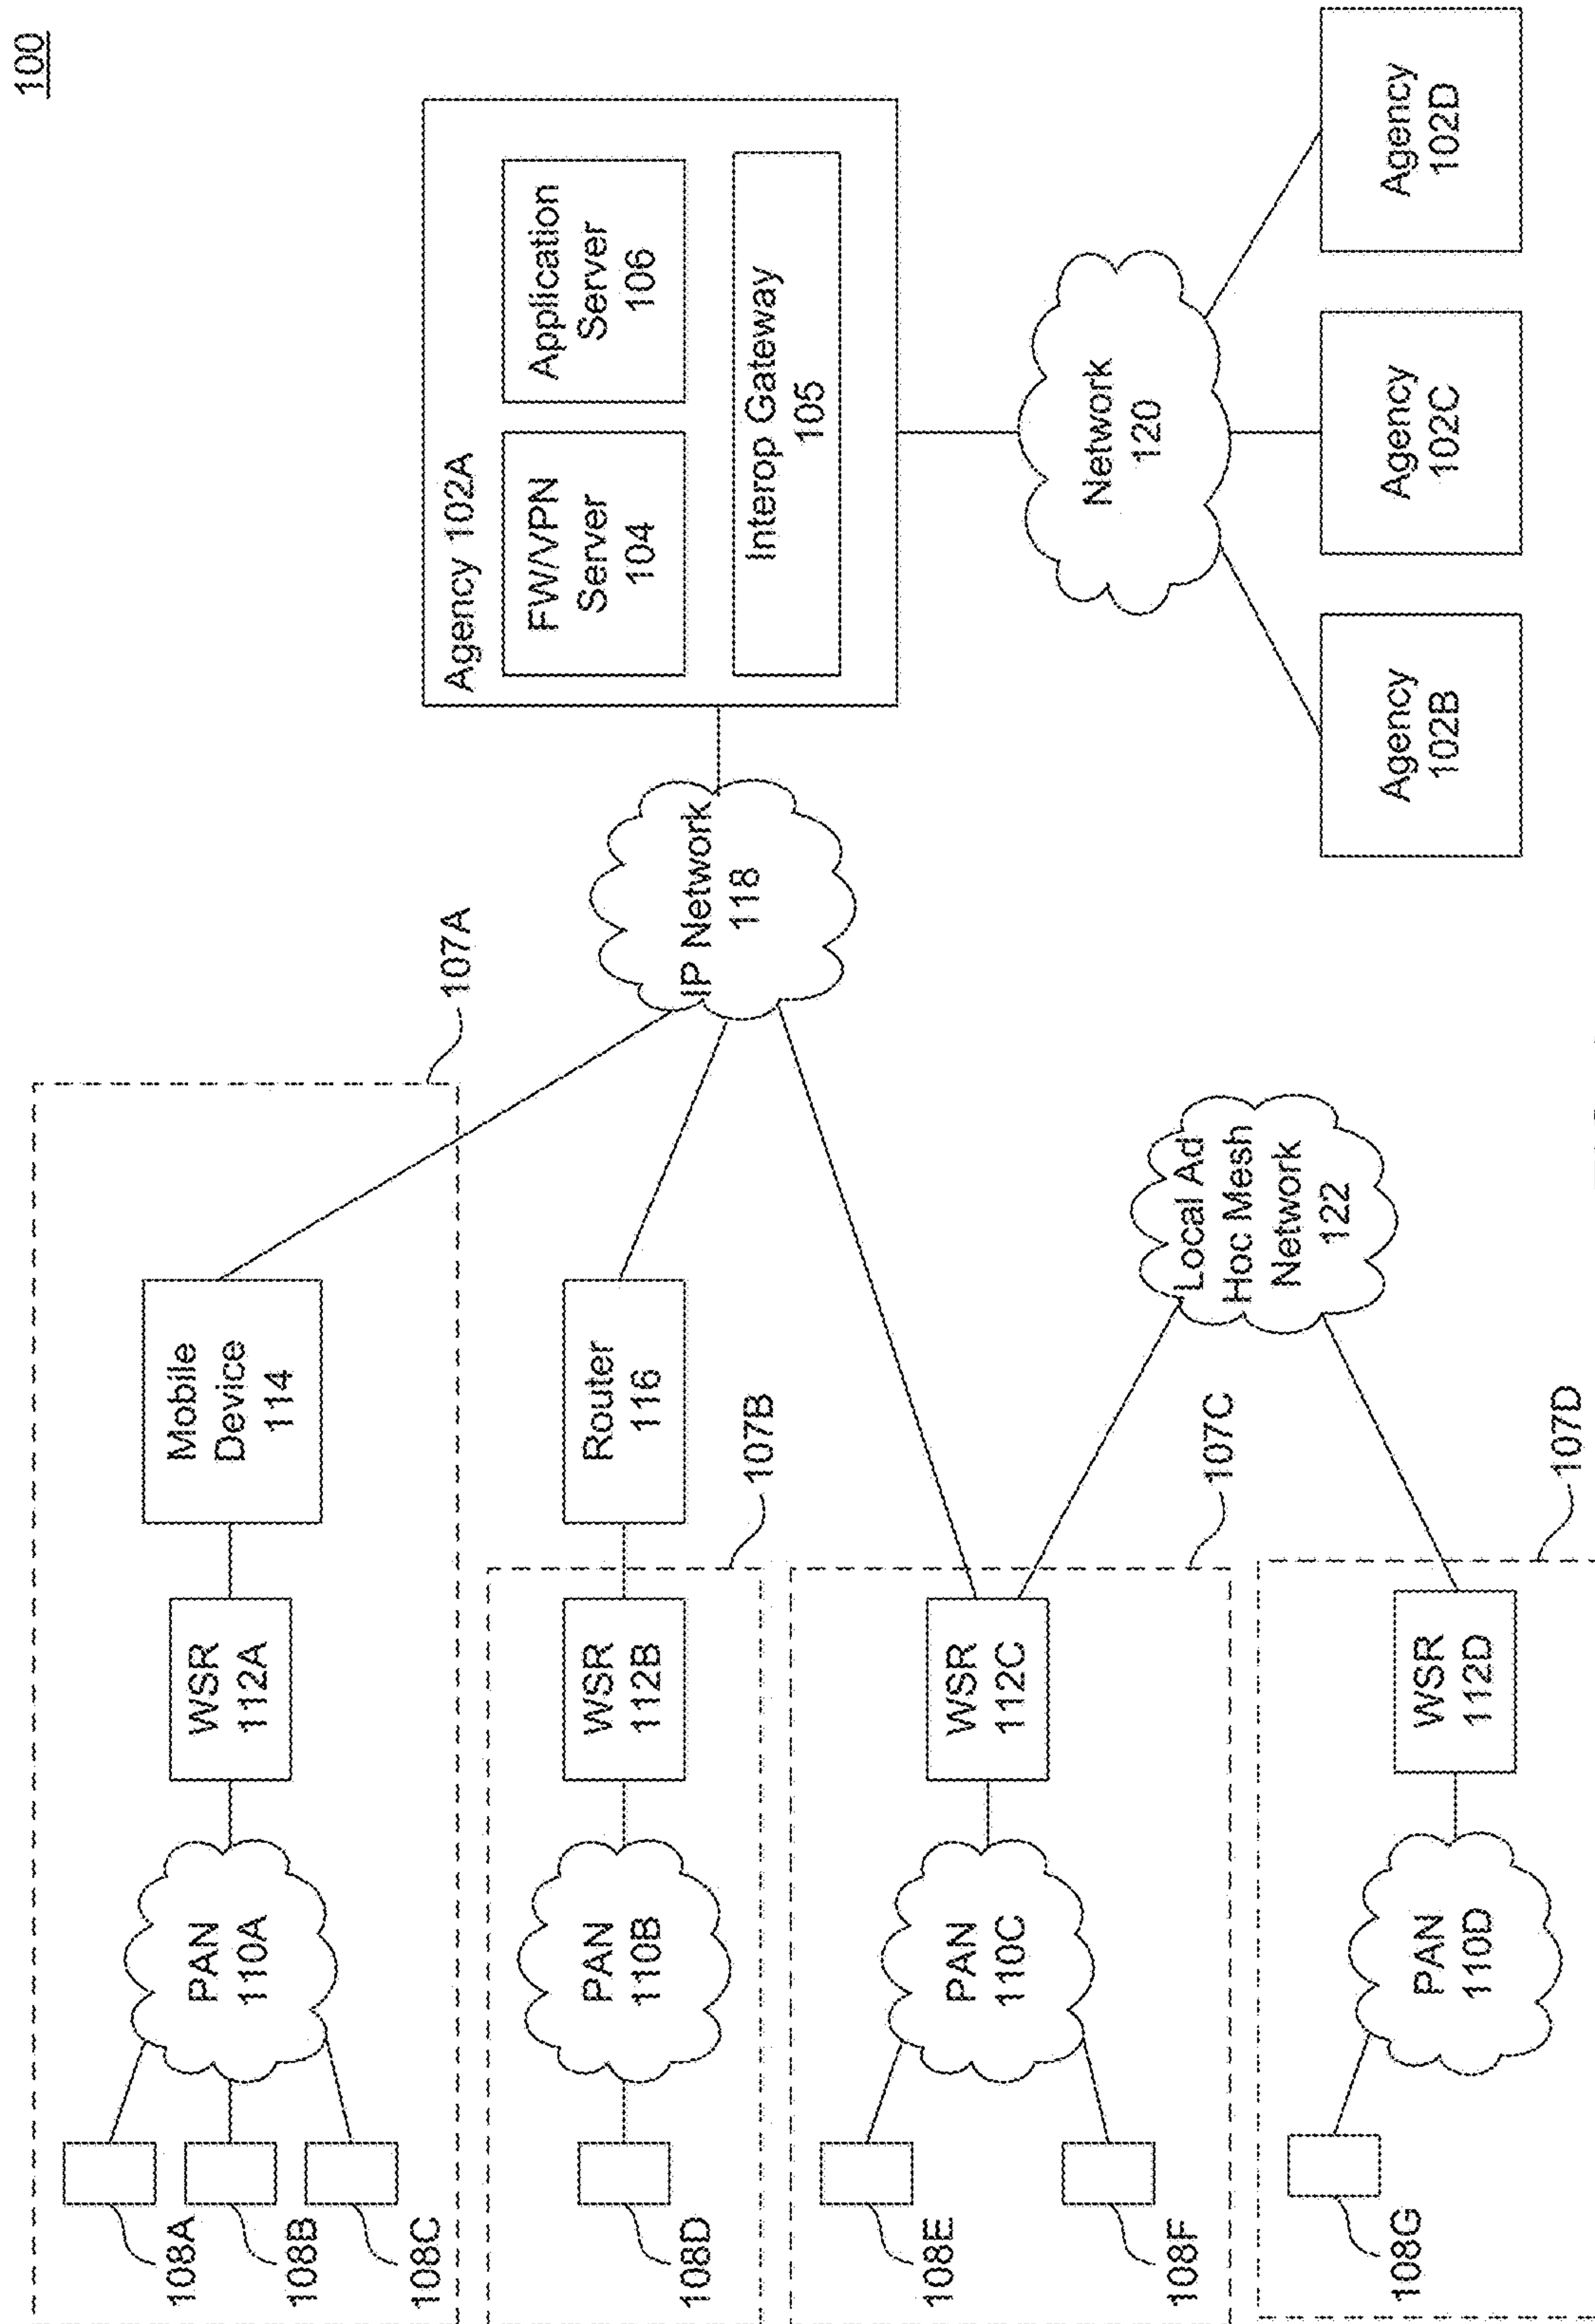 100
Agency 102A
FW/VPN
Server
104
Application
Server
106
Interop Gateway
105
107A
Mobile
Device
114
WSR
112A
PAN
110A
108A
108B
108C
IP Network
118
Router
116
107B
WSR
112B
PAN
110B
108D
Network
120
Agency
102B
Agency
102C
Agency
102D
107C
WSR
112C
PAN
110C
108E
108F
Local Ad
Hoc Mesh
Network
122
107D
WSR
112D
PAN
110D
108G